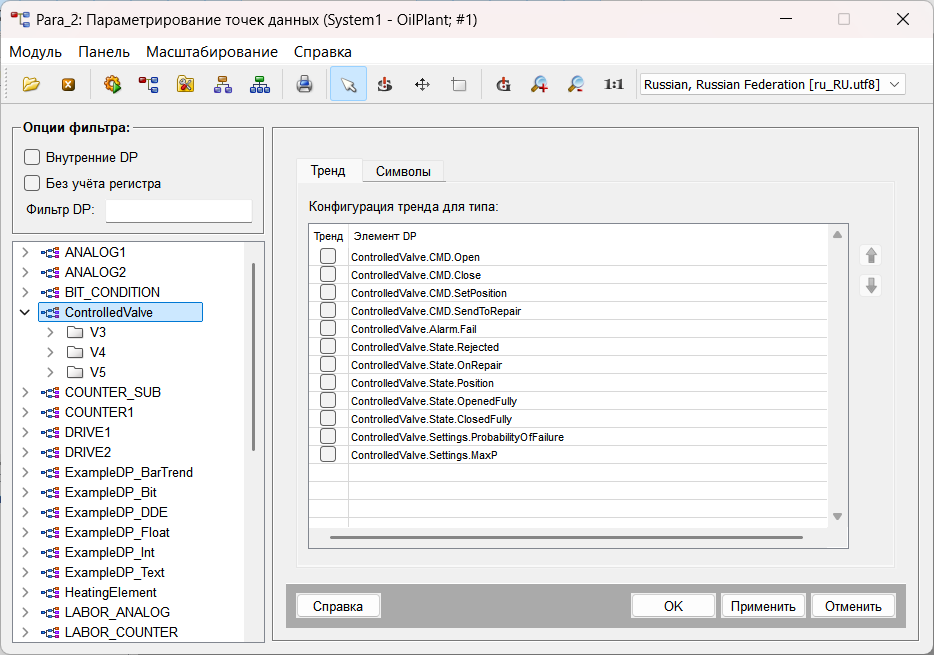 Para_2: Параметрирование точек данных (System1 - OilPlant; #1)
Модуль Панель Масштабирование Справка
1:1 Russian, Russian Federation [ru_RU.utf8]
Опции фильтра:
Внутренние DP
Без учёта регистра
Фильтр DP:
ANALOG1
ANALOG2
BIT_CONDITION
ControlledValve
V3
V4
V5
COUNTER_SUB
COUNTER1
DRIVE1
DRIVE2
ExampleDP_BarTrend
ExampleDP_Bit
ExampleDP_DDE
ExampleDP_Float
ExampleDP_Int
ExampleDP_Text
HeatingElement
LABOR_ANALOG
LABOR_COUNTER
Тренд Символы
Конфигурация тренда для типа:
Тренд Элемент DP
ControlledValve.CMD.Open
ControlledValve.CMD.Close
ControlledValve.CMD.SetPosition
ControlledValve.CMD.SendToRepair
ControlledValve.Alarm.Fail
ControlledValve.State.Rejected
ControlledValve.State.OnRepair
ControlledValve.State.Position
ControlledValve.State.OpenedFully
ControlledValve.State.ClosedFully
ControlledValve.Settings.ProbabilityOfFailure
ControlledValve.Settings.MaxP
Справка OK Применить Отменить